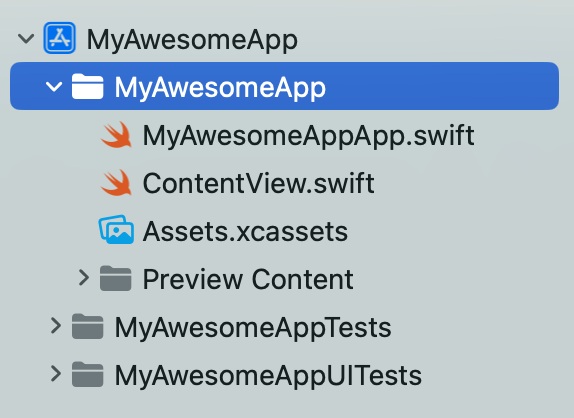 MyAwesomeApp
MyAwesomeApp
MyAwesomeAppApp.swift
ContentView.swift
Assets.xcassets
Preview Content
MyAwesomeAppTests
MyAwesomeAppUITests